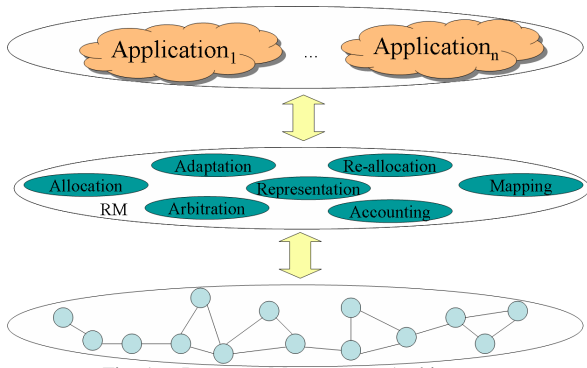 Application1 ... Applicationn
Adaptation Re-allocation
Allocation Representation Mapping
RM Arbitration Accounting